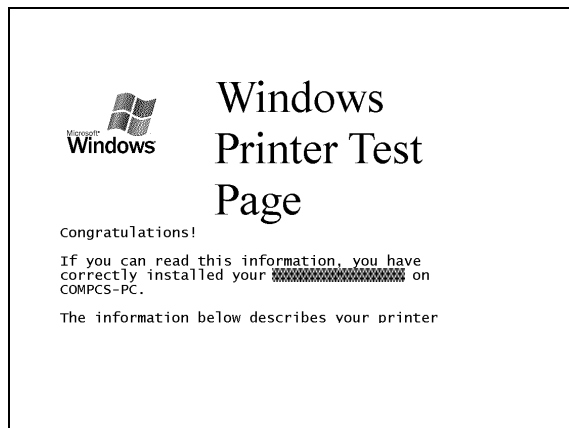 Microsoft®
Windows
Windows
Printer Test
Page
Congratulations!
If you can read this information, you have
correctly installed your on
COMPCS-PC.
The information below describes your printer